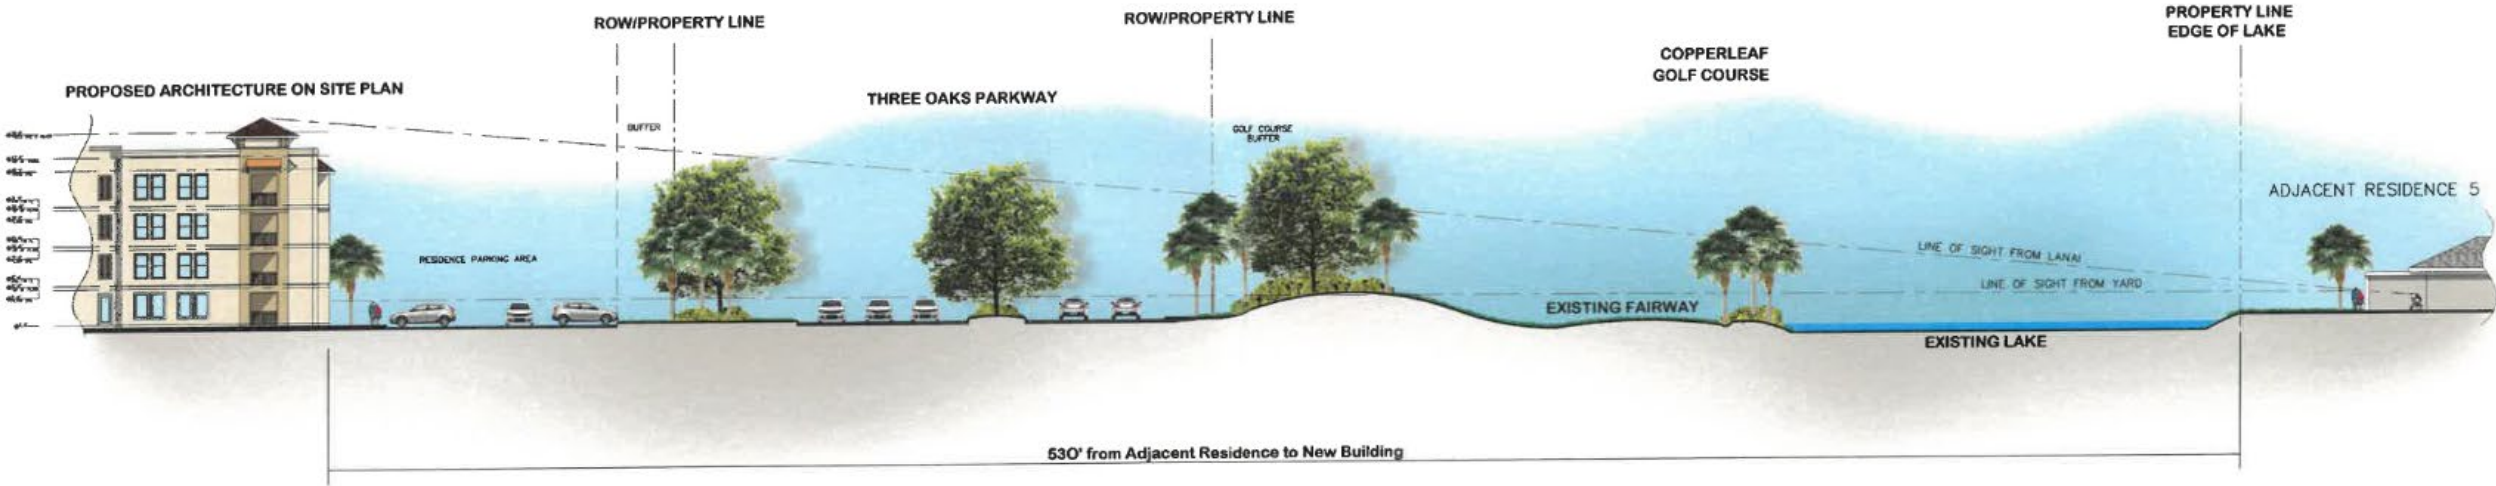 ROW/PROPERTY LINE
ROW/PROPERTY LINE
PROPERTY LINE
EDGE OF LAKE
COPPERLEAF
GOLF COURSE
PROPOSED ARCHITECTURE ON SITE PLAN
THREE OAKS PARKWAY
BUFFER
GOLF COURSE
BUFFER
ADJACENT RESIDENCE 5
RESIDENCE PARKING AREA
LINE OF SIGHT FROM LANAI
LINE OF SIGHT FROM YARD
EXISTING FAIRWAY
EXISTING LAKE
530' from Adjacent Residence to New Building